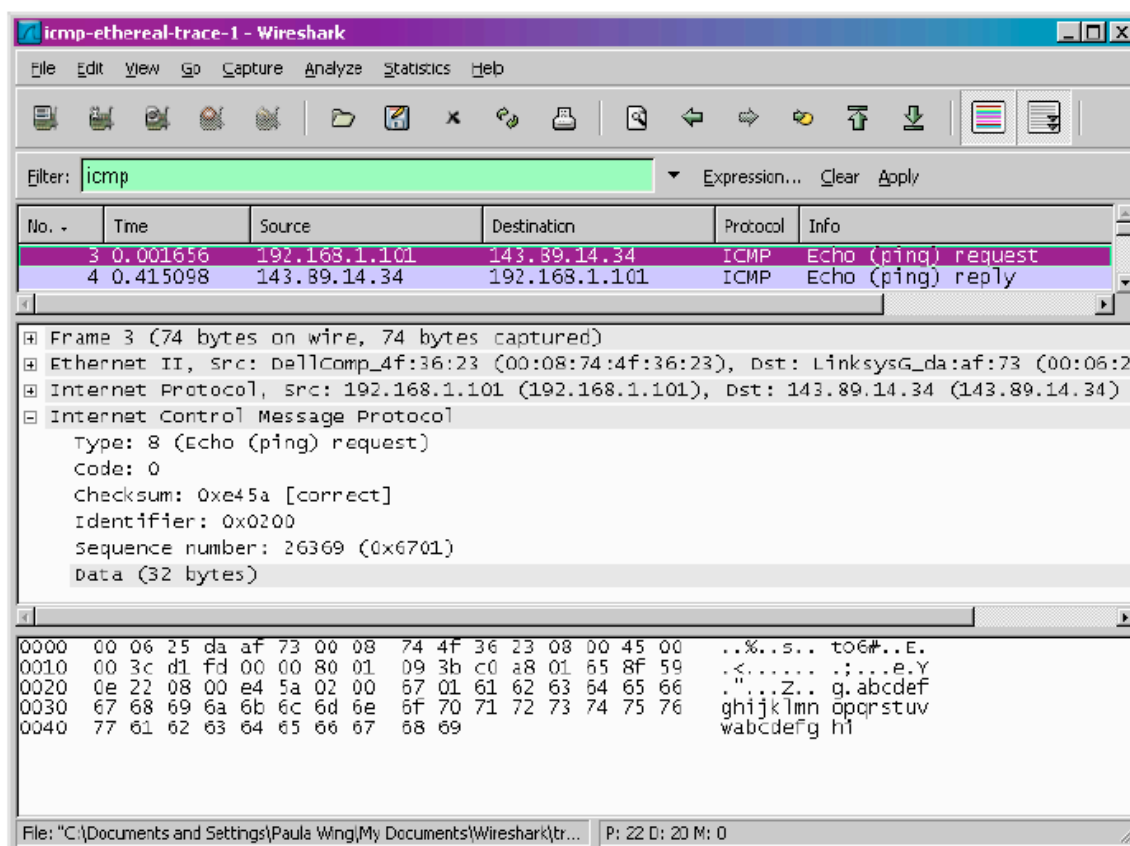 icmp-ethereal-trace-1 - Wireshark
File Edit View Go Capture Analyze Statistics Help
Filter: icmp Expression... Clear Apply
No. Time Source Destination Protocol Info
3 0.001656 192.168.1.101 143.89.14.34 ICMP Echo (ping) request
4 0.415098 143.89.14.34 192.168.1.101 ICMP Echo (ping) reply
Frame 3 (74 bytes on wire, 74 bytes captured)
Ethernet II, Src: DellComp_4f:36:23 (00:08:74:4f:36:23), Dst: LinksysG_da:af:73 (00:06:2
Internet Protocol, Src: 192.168.1.101 (192.168.1.101), Dst: 143.89.14.34 (143.89.14.34)
Internet Control Message Protocol
Type: 8 (Echo (ping) request)
Code: 0
Checksum: 0xe45a [correct]
Identifier: 0x0200
Sequence number: 26369 (0x6701)
Data (32 bytes)
0000 00 06 25 da af 73 00 08 74 4f 36 23 08 00 45 00 ..%..s.. tO6#..E.
0010 00 3c d1 fd 00 00 80 01 09 3b c0 a8 01 65 8f 59 .<...... .;...e.Y
0020 0e 22 08 00 e4 5a 02 00 67 01 61 62 63 64 65 66 ."...Z.. g.abcdef
0030 67 68 69 6a 6b 6c 6d 6e 6f 70 71 72 73 74 75 76 ghijklmn opqrstuv
0040 77 61 62 63 64 65 66 67 68 69 wabcdefg hi
File: "C:\Documents and Settings\Paula Wing\My Documents\Wireshark\tr... P: 22 D: 20 M: 0